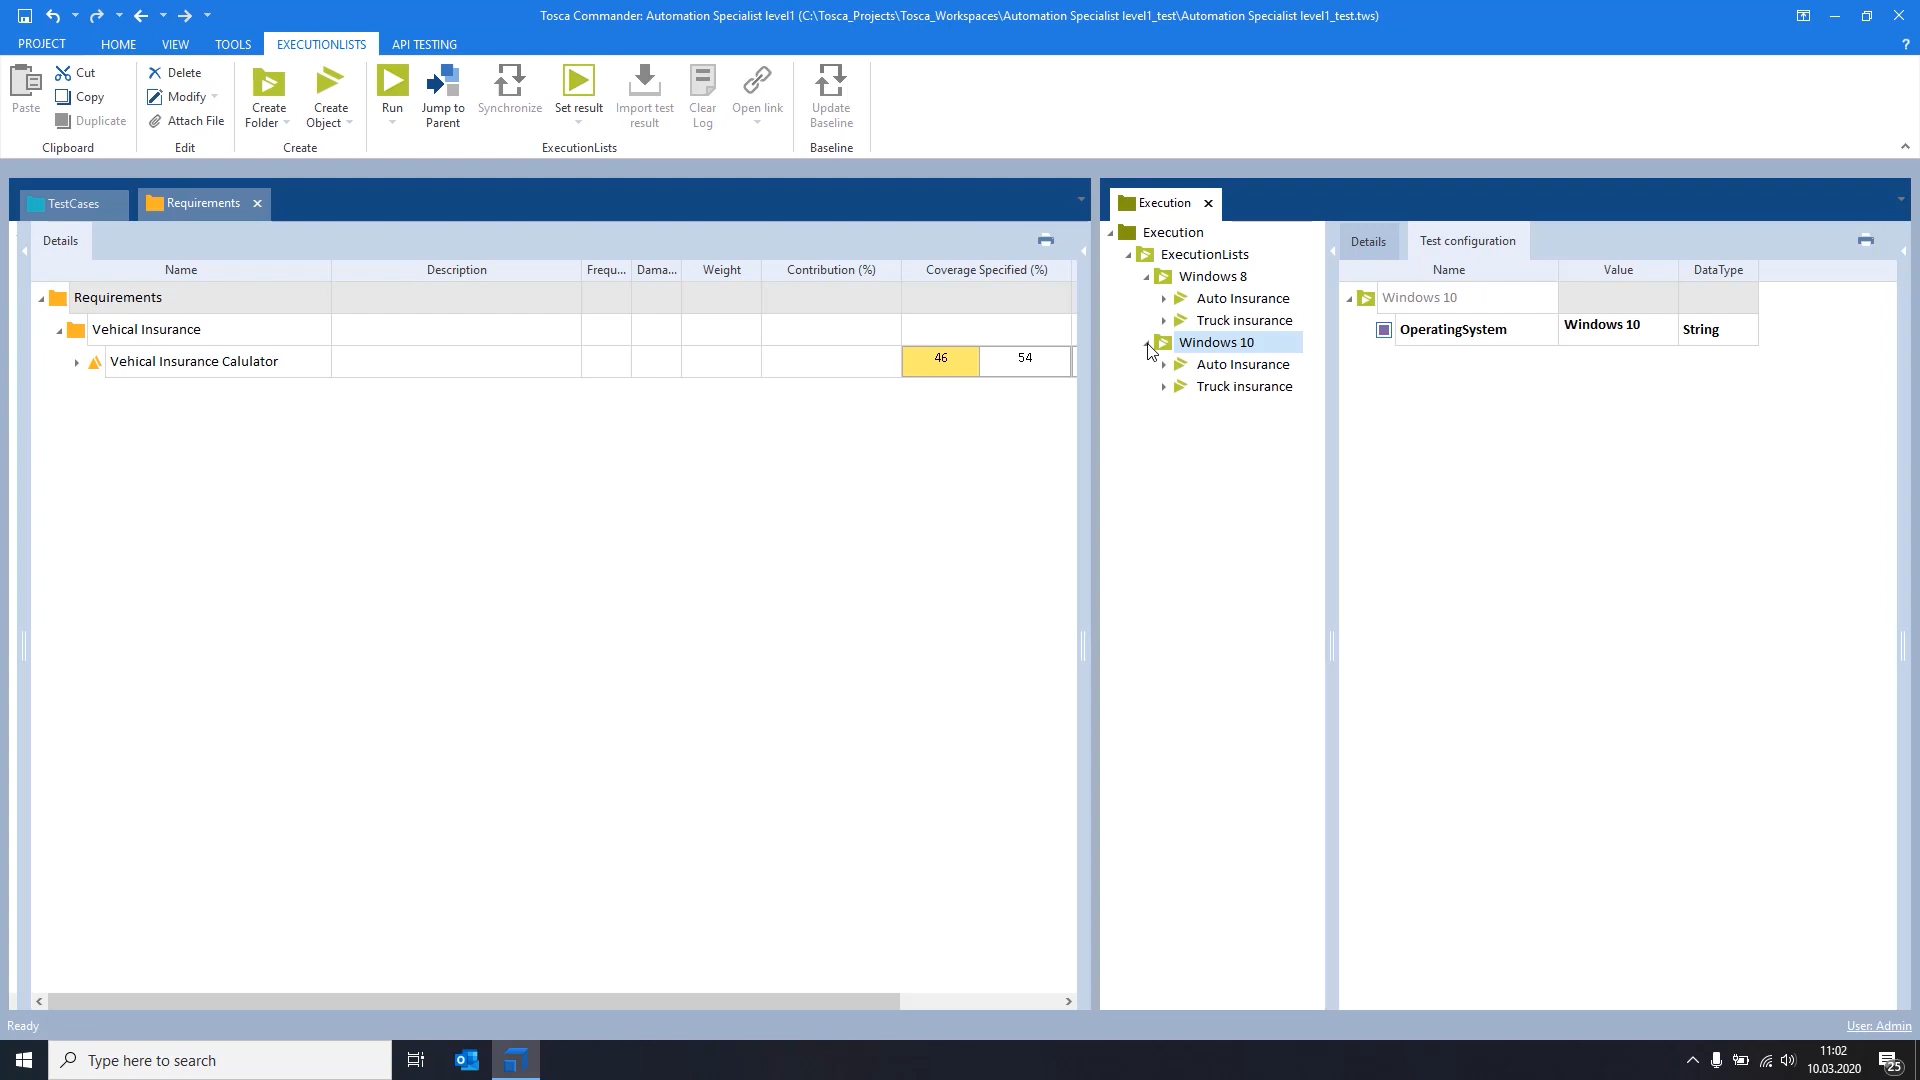 Tosca Commander: Automation Specialist level1 (C:\Tosca_Projects\Tosca_Workspaces\Automation Specialist level1_test\Automation Specialist level1_test.tws)
PROJECT HOME VIEW TOOLS EXECUTIONLISTS API TESTING ?
Paste
Cut
Copy
Duplicate
Clipboard
Delete
Modify
Attach File
Edit
Create Folder
Create Object
Create
Run
Jump to Parent
Synchronize
Set result
Import test result
Clear Log
Open link
ExecutionLists
Update Baseline
Baseline
TestCases Requirements
Details
Name Description Frequ... Dama... Weight Contribution (%) Coverage Specified (%)
Requirements
Vehical Insurance
Vehical Insurance Calulator 46 54
Execution
Execution
ExecutionLists
Windows 8
Auto Insurance
Truck insurance
Windows 10
Auto Insurance
Truck insurance
Details Test configuration
Name Value DataType
Windows 10
OperatingSystem Windows 10 String
Ready
User: Admin
Type here to search
11:02
10.03.2020
25